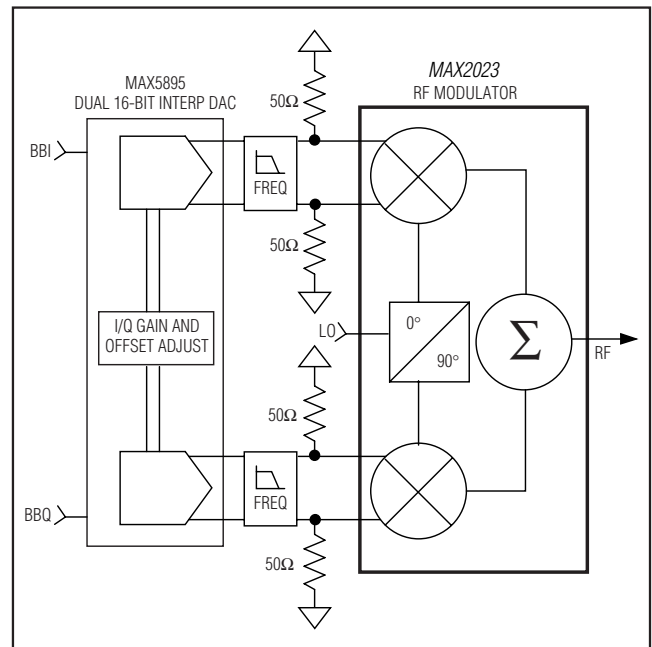 MAX5895
DUAL 16-BIT INTERP DAC
MAX2023
RF MODULATOR
50Ω
BBI
FREQ
50Ω
I/Q GAIN AND
OFFSET ADJUST
LO
0°
90°
Σ
RF
50Ω
FREQ
BBQ
50Ω